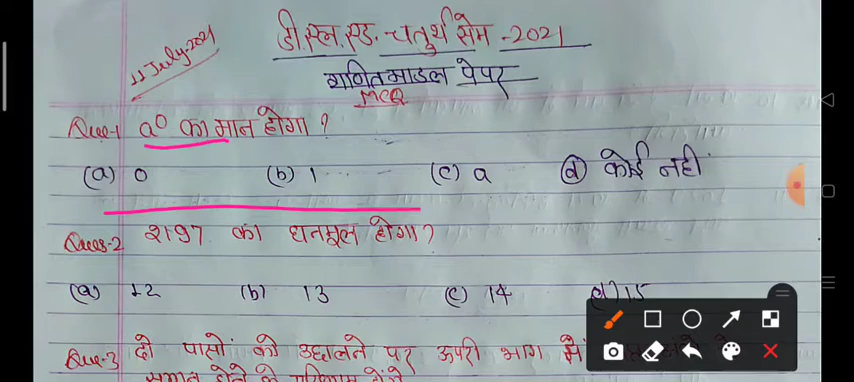 डी.एल.एड. चतुर्थ सेम -2021
11 July-2021
गणित माडल पेपर
MCQ
Que-1 a⁰ का मान होगा ?
(a) 0 (b) 1 (c) a (d) कोई नहीं
Ques-2 2197 का घनमूल होगा ?
(a) 12 (b) 13 (c) 14 (d) 15
Que-3 दो पासों को उछालने पर ऊपरी भाग में
समान होने के